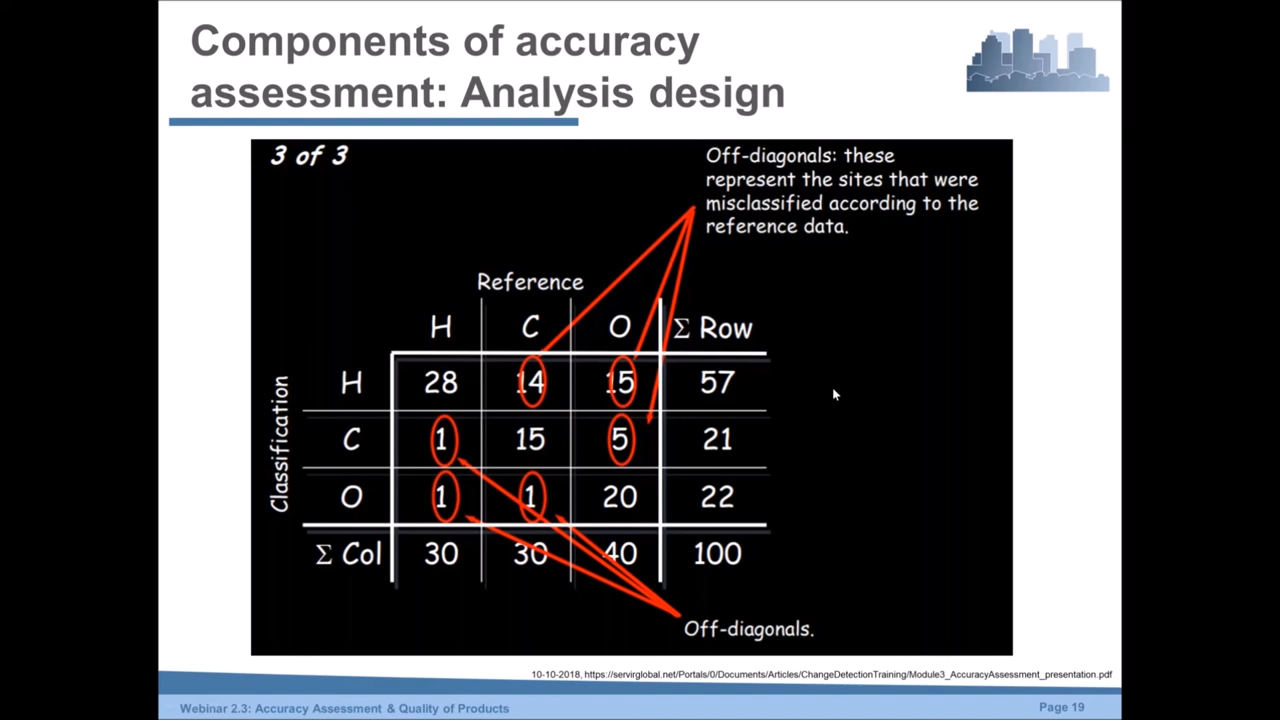 Components of accuracy
assessment: Analysis design
3 of 3
Off-diagonals: these
represent the sites that were
misclassified according to the
reference data.
Reference
H C O Σ Row
Classification
H 28 14 15 57
C 1 15 5 21
O 1 1 20 22
Σ Col 30 30 40 100
Off-diagonals.
10-10-2018, https://servirglobal.net/Portals/0/Documents/Articles/ChangeDetectionTraining/Module3_AccuracyAssessment_presentation.pdf
Webinar 2.3: Accuracy Assessment & Quality of Products
Page 19